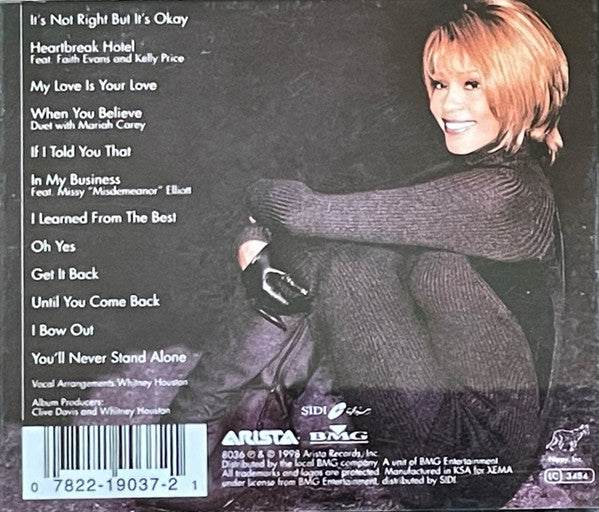 It's Not Right But It's Okay
Heartbreak Hotel
Feat. Faith Evans and Kelly Price
My Love Is Your Love
When You Believe
Duet with Mariah Carey
If I Told You That
In My Business
Feat. Missy "Misdemeanor" Elliott
I Learned From The Best
Oh Yes
Get It Back
Until You Come Back
I Bow Out
You'll Never Stand Alone
Vocal Arrangements Whitney Houston
Album Producers:
Clive Davis and Whitney Houston
SIDI
ARISTA BMG
8036 ℗ & © 1998 Arista Records, Inc.
Distributed by the local BMG company. A unit of BMG Entertainment
All trademarks and logos are protected. Manufactured in KSA for XEMA
under license from BMG Entertainment, distributed by SIDI.
Nippy, Inc.
LC 3484
0 7822-19037-2 1